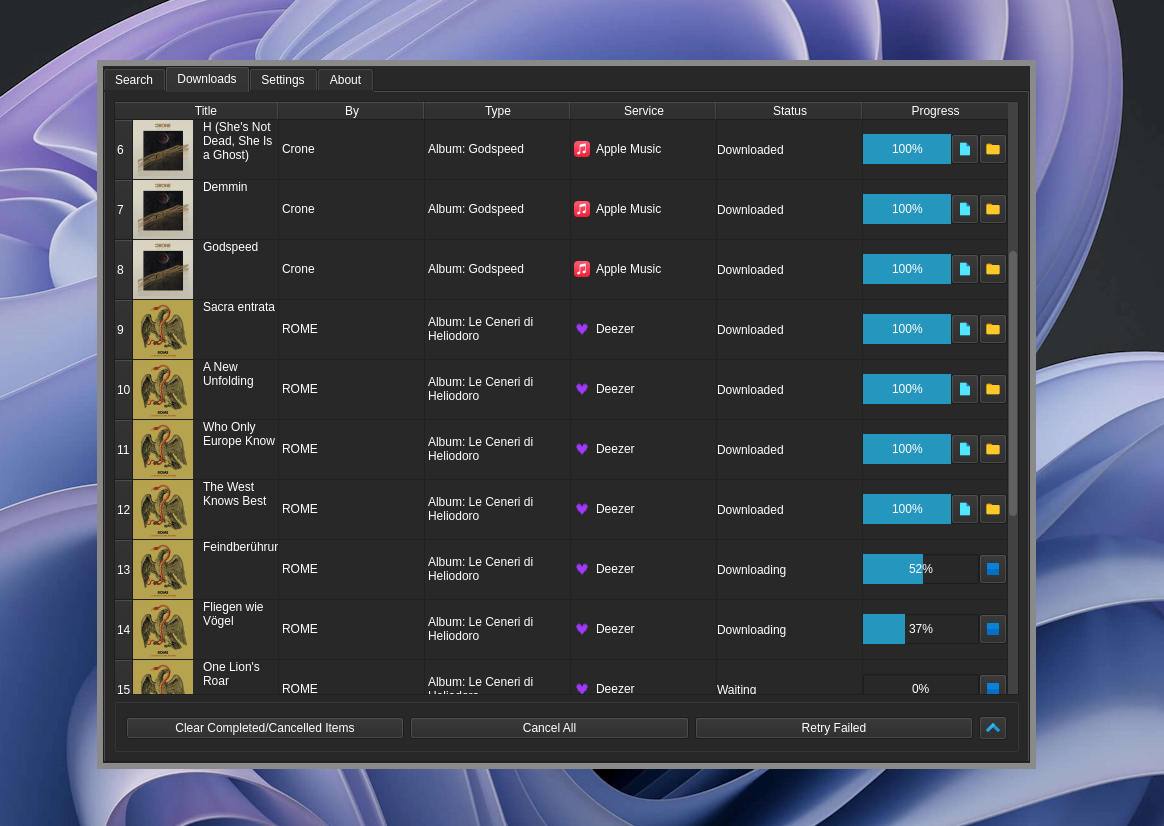 Search Downloads Settings About
Title By Type Service Status Progress
H (She's Not
Dead, She Is
a Ghost)
6 Crone Album: Godspeed Apple Music Downloaded 100%
Demmin
7 Crone Album: Godspeed Apple Music Downloaded 100%
Godspeed
8 Crone Album: Godspeed Apple Music Downloaded 100%
Sacra entrata
9 ROME Album: Le Ceneri di
Heliodoro Deezer Downloaded 100%
A New
Unfolding
10 ROME Album: Le Ceneri di
Heliodoro Deezer Downloaded 100%
Who Only
Europe Know
11 ROME Album: Le Ceneri di
Heliodoro Deezer Downloaded 100%
The West
Knows Best
12 ROME Album: Le Ceneri di
Heliodoro Deezer Downloaded 100%
Feindberührun
13 ROME Album: Le Ceneri di
Heliodoro Deezer Downloading 52%
Fliegen wie
Vögel
14 ROME Album: Le Ceneri di
Heliodoro Deezer Downloading 37%
One Lion's
Roar
15 ROME Album: Le Ceneri di
Heliodoro Deezer Waiting 0%
Clear Completed/Cancelled Items Cancel All Retry Failed